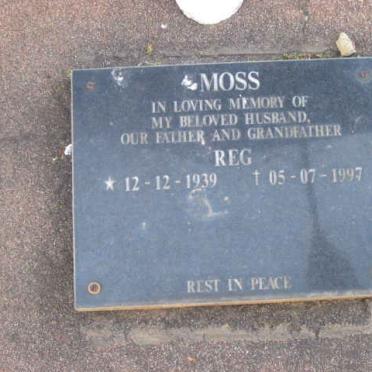 MOSS
IN LOVING MEMORY OF
MY BELOVED HUSBAND,
OUR FATHER AND GRANDFATHER
REG
* 12 - 12 - 1939 † 05 - 07 - 1997
REST IN PEACE